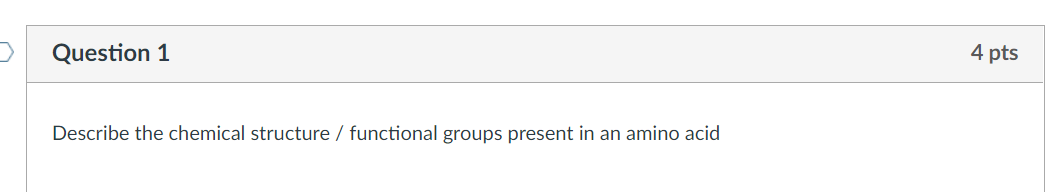 Question 1
4 pts
Describe the chemical structure / functional groups present in an amino acid